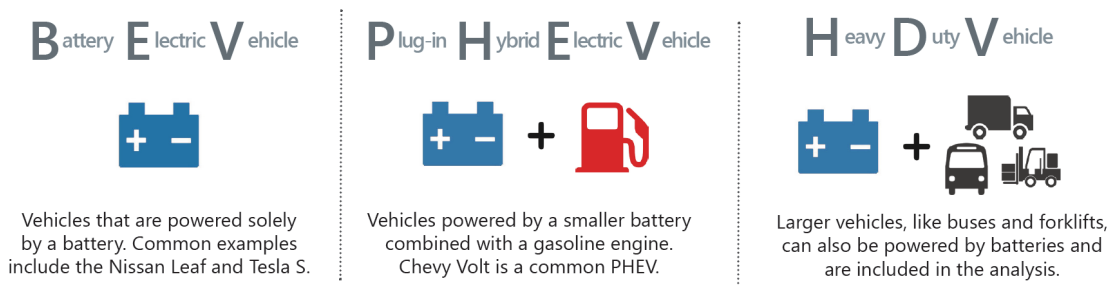 Battery Electric Vehicle
Vehicles that are powered solely
by a battery. Common examples
include the Nissan Leaf and Tesla S.
Plug-in Hybrid Electric Vehicle
Vehicles powered by a smaller battery
combined with a gasoline engine.
Chevy Volt is a common PHEV.
Heavy Duty Vehicle
Larger vehicles, like buses and forklifts,
can also be powered by batteries and
are included in the analysis.